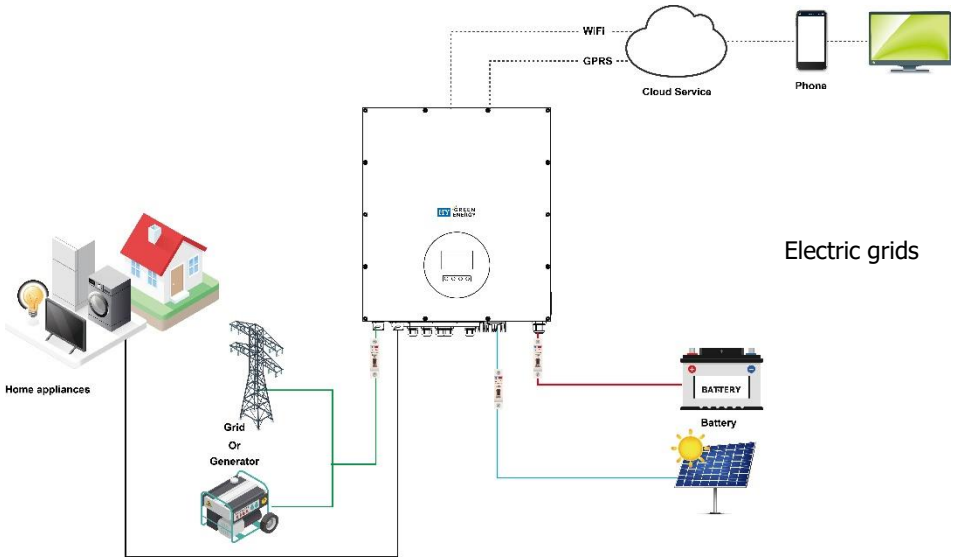 WiFi
GPRS
Cloud Service
Phone
GREEN
ENERGY
Electric grids
Home appliances
Grid
Or
Generator
BATTERY
Battery